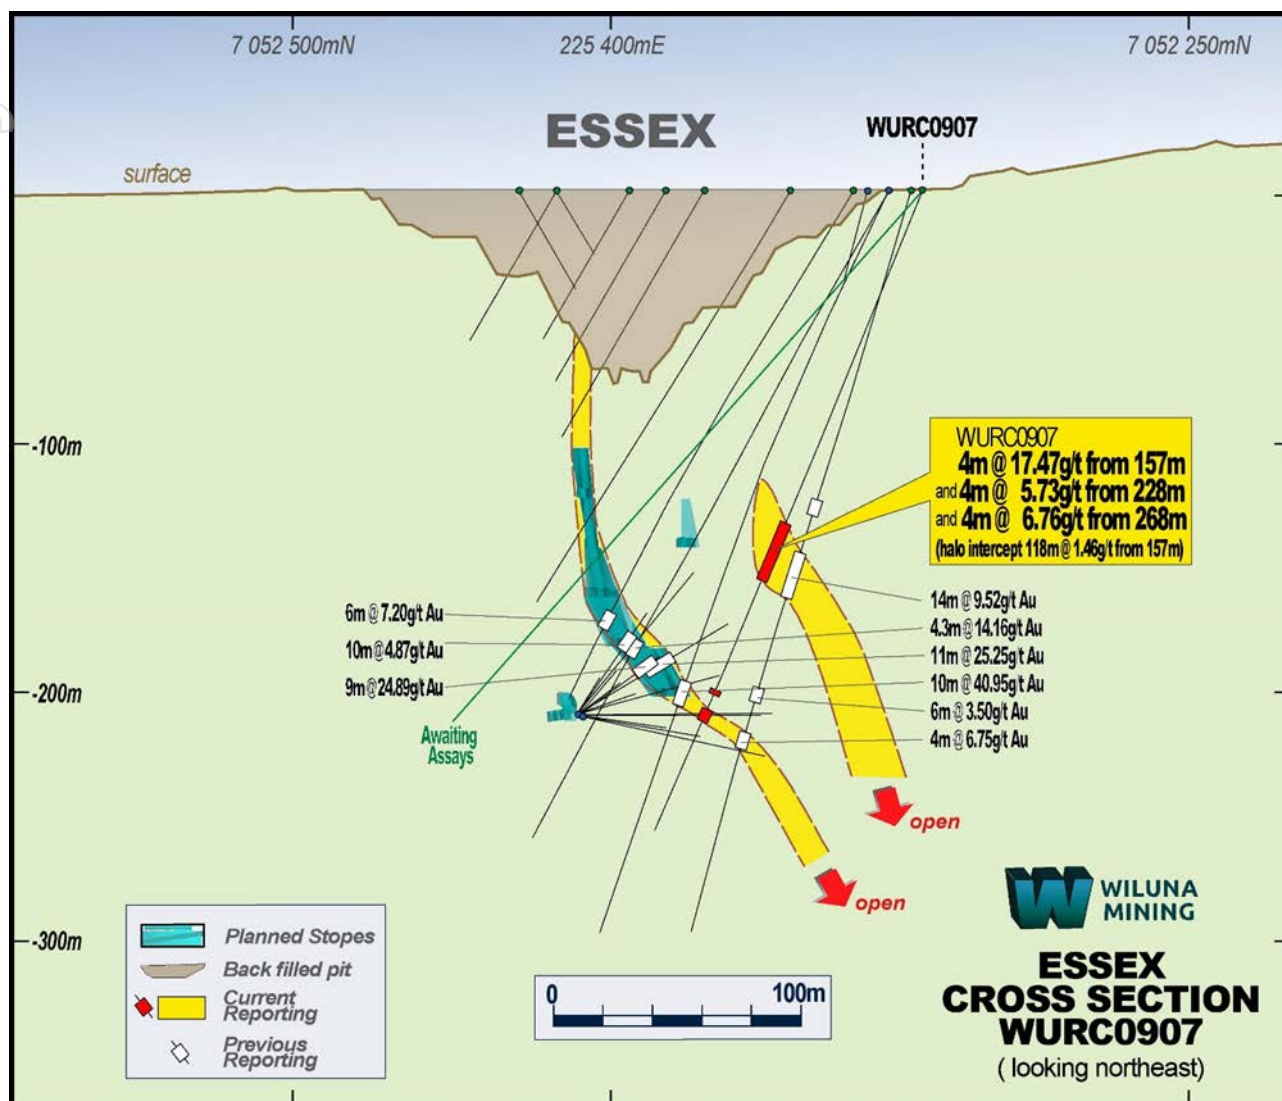 7 052 500mN
225 400mE
7 052 250mN
ESSEX
WURC0907
surface
-100m
WURC0907
4m @ 17.47g/t from 157m
and 4m @ 5.73g/t from 228m
and 4m @ 6.76g/t from 268m
(halo intercept 118m @ 1.46g/t from 157m)
6m @ 7.20g/t Au
10m @ 4.87g/t Au
9m @ 24.89g/t Au
14m @ 9.52g/t Au
4.3m @ 14.16g/t Au
11m @ 25.25g/t Au
10m @ 40.95g/t Au
6m @ 3.50g/t Au
4m @ 6.75g/t Au
-200m
Awaiting
Assays
open
open
-300m
Planned Stopes
Back filled pit
Current
Reporting
Previous
Reporting
0 100m
WILUNA
MINING
ESSEX
CROSS SECTION
WURC0907
( looking northeast)